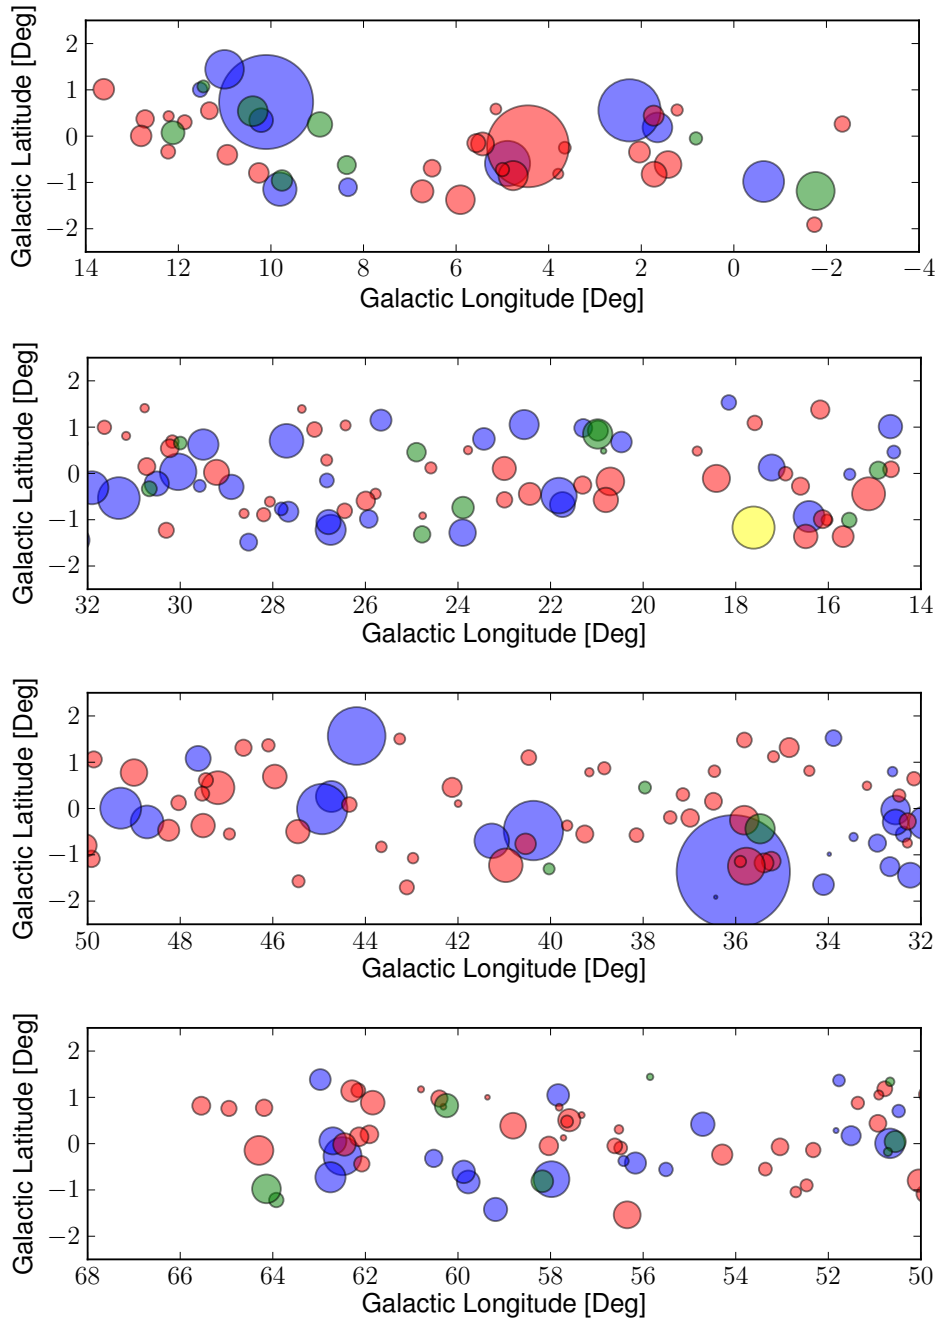 Galactic Latitude [Deg]
2
1
0
−1
−2
14 12 10 8 6 4 2 0 −2 −4
Galactic Longitude [Deg]
Galactic Latitude [Deg]
2
1
0
−1
−2
32 30 28 26 24 22 20 18 16 14
Galactic Longitude [Deg]
Galactic Latitude [Deg]
2
1
0
−1
−2
50 48 46 44 42 40 38 36 34 32
Galactic Longitude [Deg]
Galactic Latitude [Deg]
2
1
0
−1
−2
68 66 64 62 60 58 56 54 52 50
Galactic Longitude [Deg]